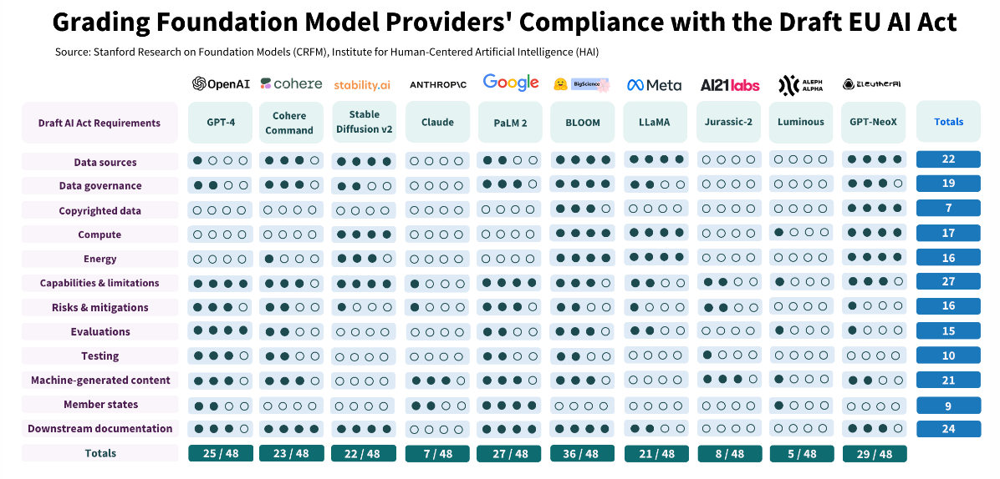 Grading Foundation Model Providers' Compliance with the Draft EU AI Act
Source: Stanford Research on Foundation Models (CRFM), Institute for Human-Centered Artificial Intelligence (HAI)
OpenAI cohere stability.ai ANTHROP\C Google BigScience Meta AI21labs ALEPH ALPHA EleutherAI
Draft AI Act Requirements GPT-4 Cohere Command Stable Diffusion v2 Claude PaLM 2 BLOOM LLaMA Jurassic-2 Luminous GPT-NeoX Totals
Data sources 22
Data governance 19
Copyrighted data 7
Compute 17
Energy 16
Capabilities & limitations 27
Risks & mitigations 16
Evaluations 15
Testing 10
Machine-generated content 21
Member states 9
Downstream documentation 24
Totals 25 / 48 23 / 48 22 / 48 7 / 48 27 / 48 36 / 48 21 / 48 8 / 48 5 / 48 29 / 48